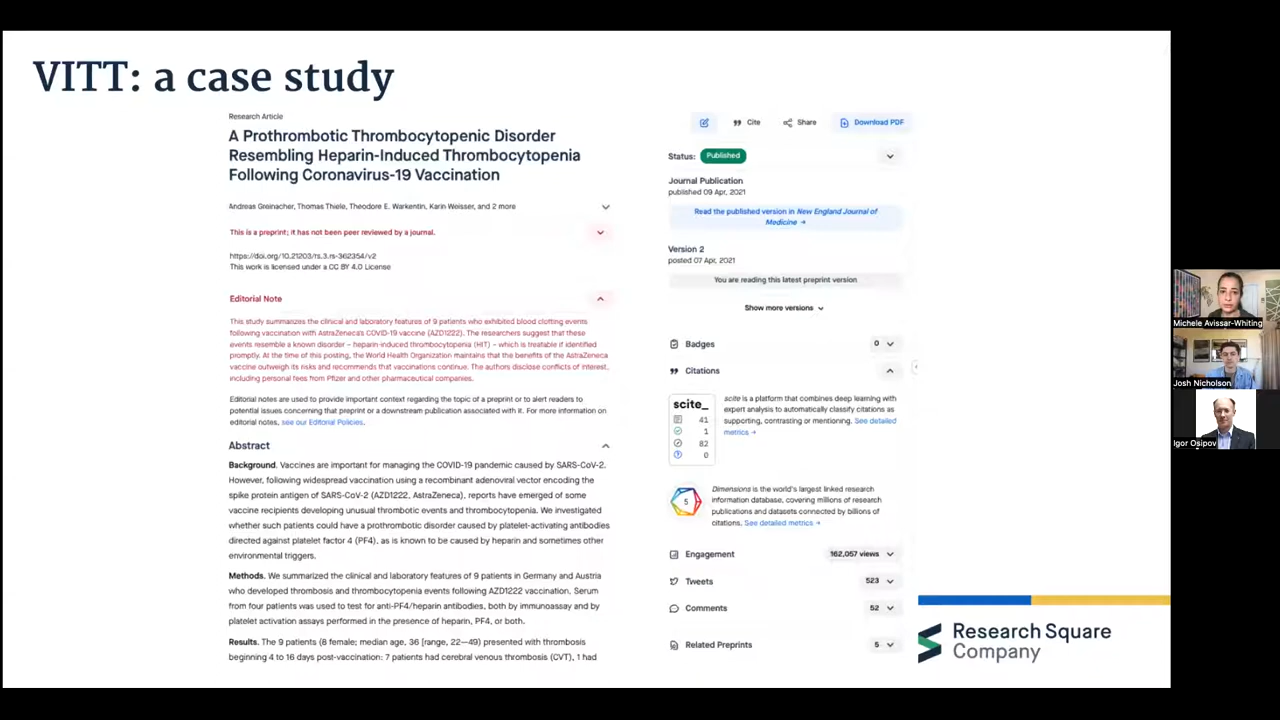 VITT: a case study
Research Article
A Prothrombotic Thrombocytopenic Disorder
Resembling Heparin-Induced Thrombocytopenia
Following Coronavirus-19 Vaccination
Andreas Greinacher, Thomas Thiele, Theodore E. Warkentin, Karin Weisser, and 2 more
This is a preprint; it has not been peer reviewed by a journal.
https://doi.org/10.21203/rs.3.rs-362354/v2
This work is licensed under a CC BY 4.0 License
Editorial Note
This study summarizes the clinical and laboratory features of 9 patients who exhibited blood clotting events
following vaccination with AstraZeneca's COVID-19 vaccine (AZD1222). The researchers suggest that these
events resemble a known disorder – heparin-induced thrombocytopenia (HIT) – which is treatable if identified
promptly. At the time of this posting, the World Health Organization maintains that the benefits of the AstraZeneca
vaccine outweigh its risks and recommends that vaccinations continue. The authors disclose conflicts of interest,
including personal fees from Pfizer and other pharmaceutical companies.
Editorial notes are used to provide important context regarding the topic of a preprint or to alert readers to
potential issues concerning that preprint or a downstream publication associated with it. For more information on
editorial notes, see our Editorial Policies.
Abstract
Background. Vaccines are important for managing the COVID-19 pandemic caused by SARS-CoV-2.
However, following widespread vaccination using a recombinant adenoviral vector encoding the
spike protein antigen of SARS-CoV-2 (AZD1222, AstraZeneca), reports have emerged of some
vaccine recipients developing unusual thrombotic events and thrombocytopenia. We investigated
whether such patients could have a prothrombotic disorder caused by platelet-activating antibodies
directed against platelet factor 4 (PF4), as is known to be caused by heparin and sometimes other
environmental triggers.
Methods. We summarized the clinical and laboratory features of 9 patients in Germany and Austria
who developed thrombosis and thrombocytopenia events following AZD1222 vaccination. Serum
from four patients was used to test for anti-PF4/heparin antibodies, both by immunoassay and by
platelet activation assays performed in the presence of heparin, PF4, or both.
Results. The 9 patients (8 female; median age, 36 [range, 22—49) presented with thrombosis
beginning 4 to 16 days post-vaccination: 7 patients had cerebral venous thrombosis (CVT), 1 had
Cite Share Download PDF
Status: Published
Journal Publication
published 09 Apr, 2021
Read the published version in New England Journal of
Medicine →
Version 2
posted 07 Apr, 2021
You are reading this latest preprint version
Show more versions
Badges 0
Citations
scite_
41
1
82
0
scite is a platform that combines deep learning with
expert analysis to automatically classify citations as
supporting, contrasting or mentioning. See detailed
metrics →
5
Dimensions is the world's largest linked research
information database, covering millions of research
publications and datasets connected by billions of
citations. See detailed metrics →
Engagement 162,057 views
Tweets 523
Comments 52
Related Preprints 5
Research Square
Company
Michele Avissar-Whiting
Josh Nicholson
Igor Osipov